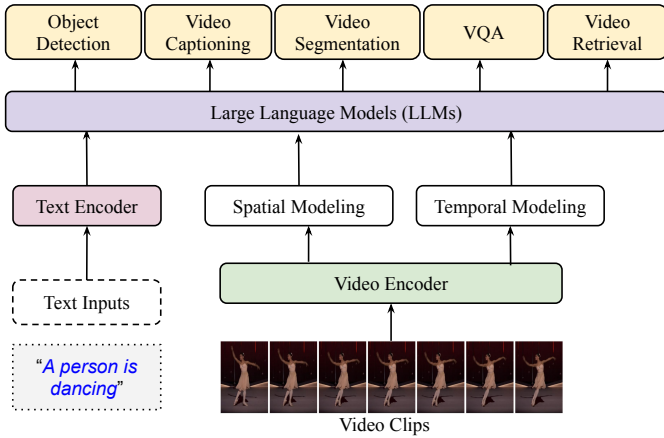 Object
Detection
Video
Captioning
Video
Segmentation
VQA
Video
Retrieval
Large Language Models (LLMs)
Text Encoder
Spatial Modeling
Temporal Modeling
Text Inputs
Video Encoder
“A person is
dancing”
Video Clips